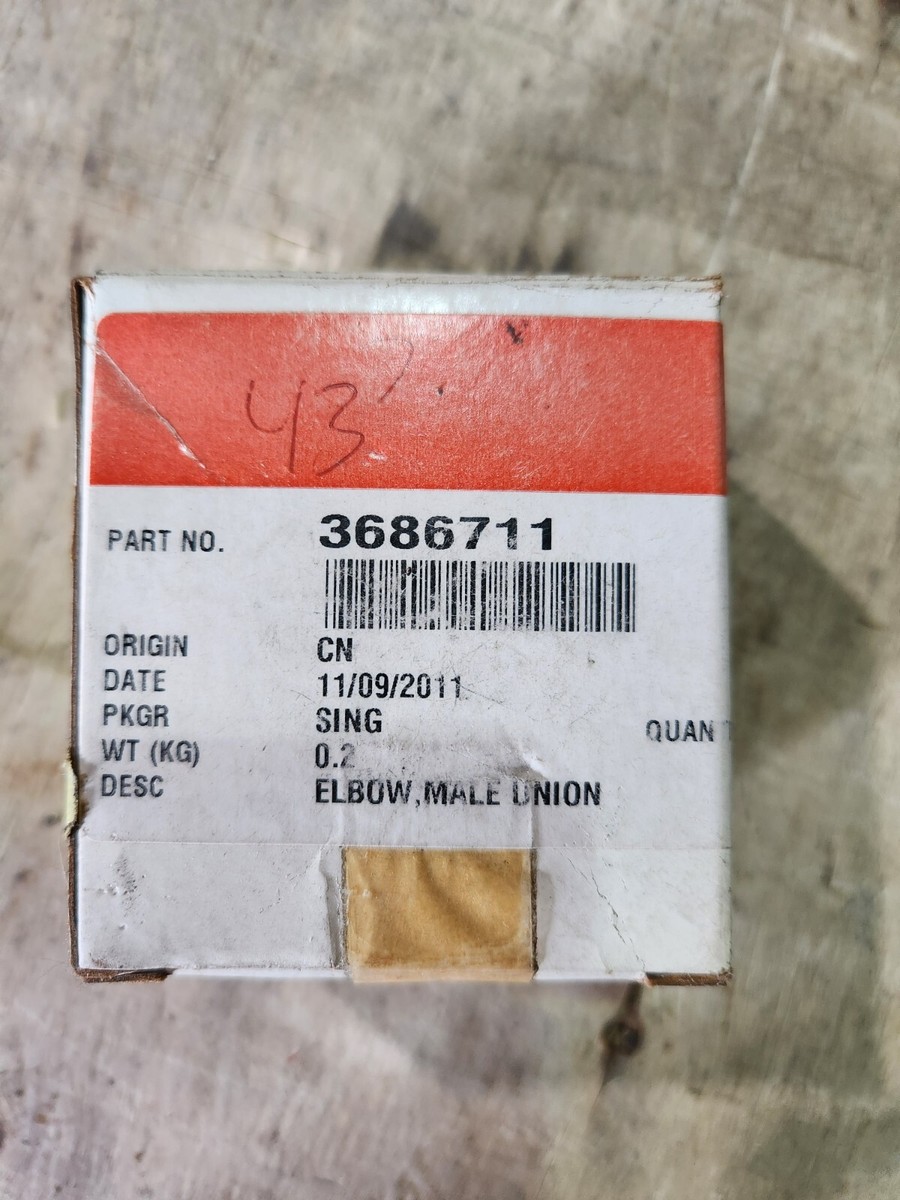 43
PART NO. 3686711
ORIGIN CN
DATE 11/09/2011
PKGR SING
QUANT
WT (KG) 0.2
DESC ELBOW,MALE UNION